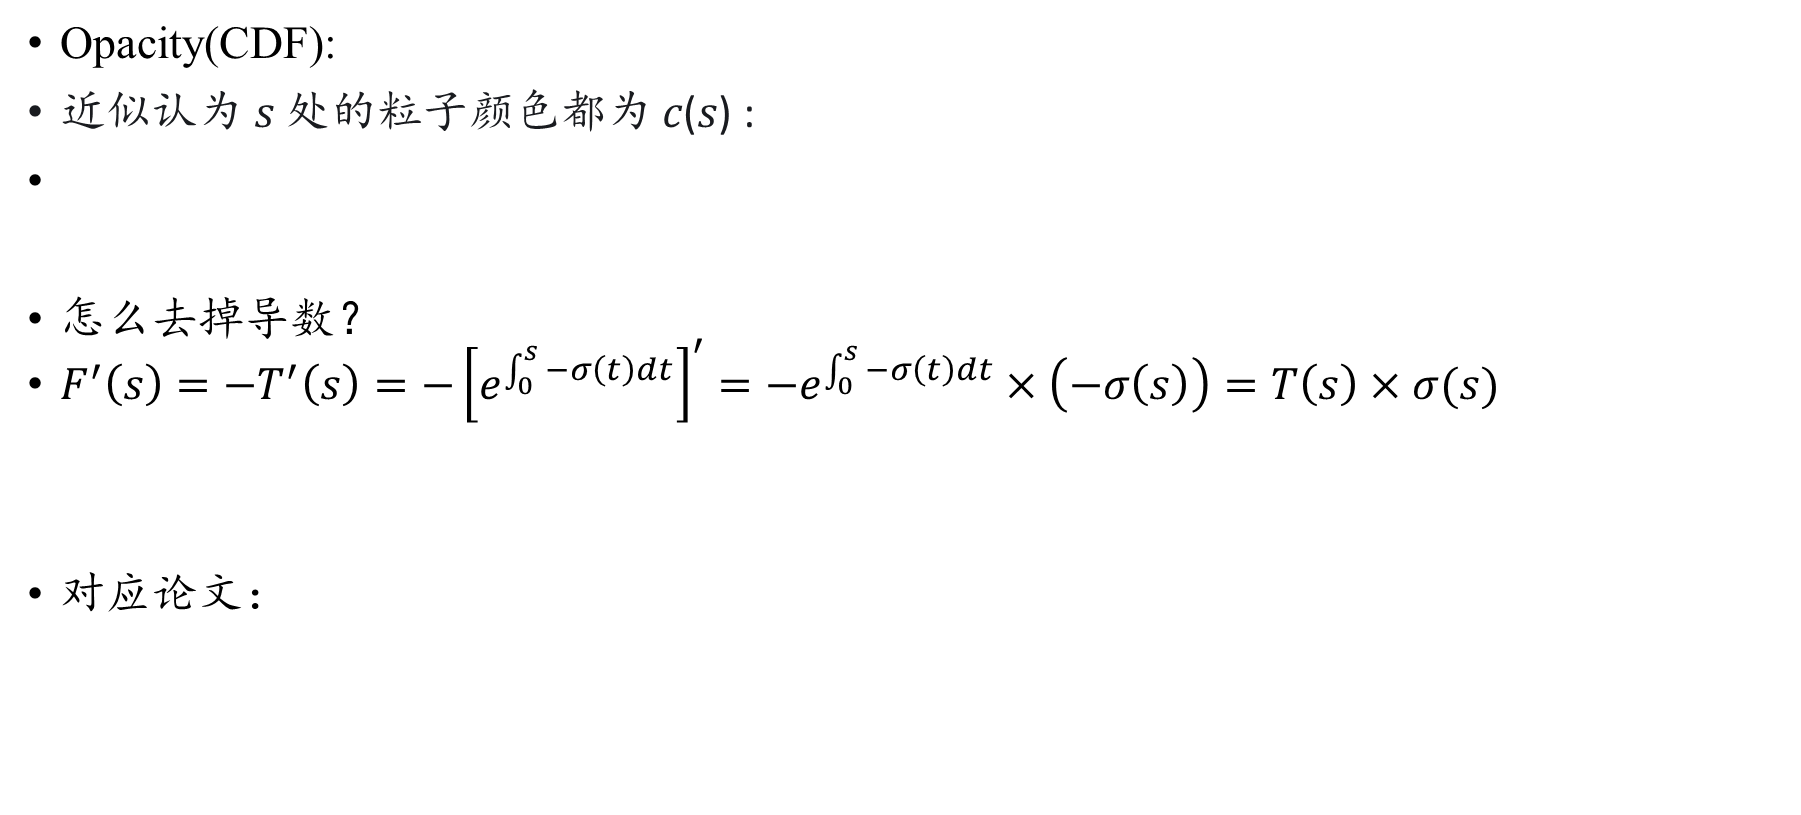 • Opacity(CDF):
• 近似认为 s 处的粒子颜色都为 c(s) :
•
• 怎么去掉导数?
• F′(s) = −T′(s) = −[e^{∫_0^s −σ(t)dt}]′ = −e^{∫_0^s −σ(t)dt} × (−σ(s)) = T(s) × σ(s)
• 对应论文：